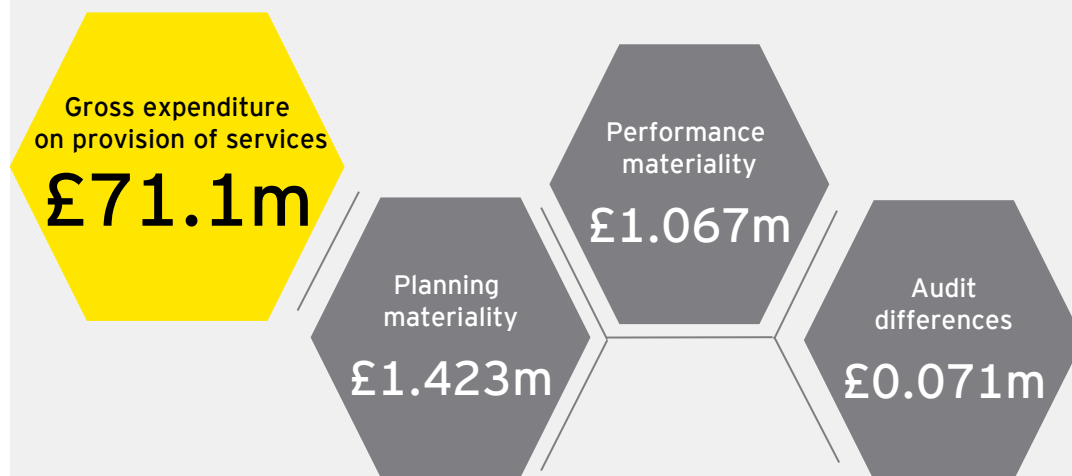 Gross expenditure
on provision of services
£71.1m
Planning
materiality
£1.423m
Performance
materiality
£1.067m
Audit
differences
£0.071m